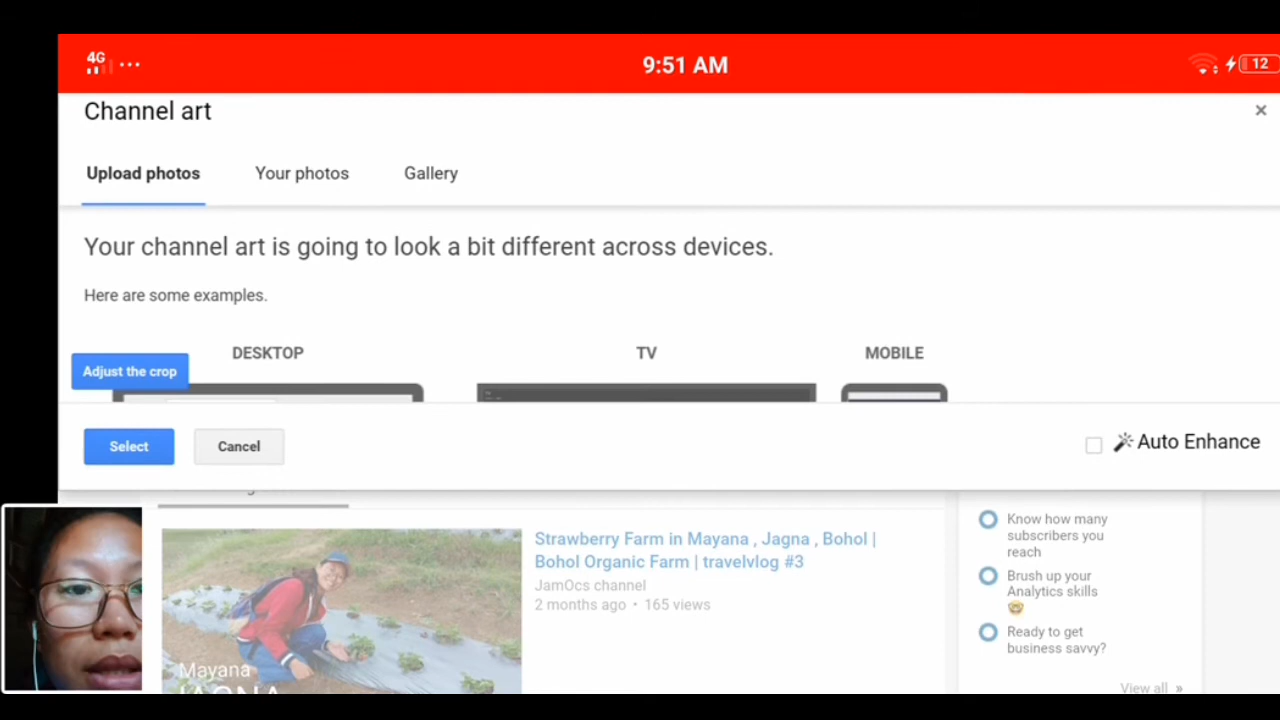 4G ...
9:51 AM
12
Channel art
×
Upload photos
Your photos
Gallery
Your channel art is going to look a bit different across devices.
Here are some examples.
DESKTOP
TV
MOBILE
Adjust the crop
Select
Cancel
Auto Enhance
Strawberry Farm in Mayana , Jagna , Bohol |
Bohol Organic Farm | travelvlog #3
JamOcs channel
2 months ago • 165 views
Mayana
JAGNA
Know how many
subscribers you
reach
Brush up your
Analytics skills
🤓
Ready to get
business savvy?
View all »